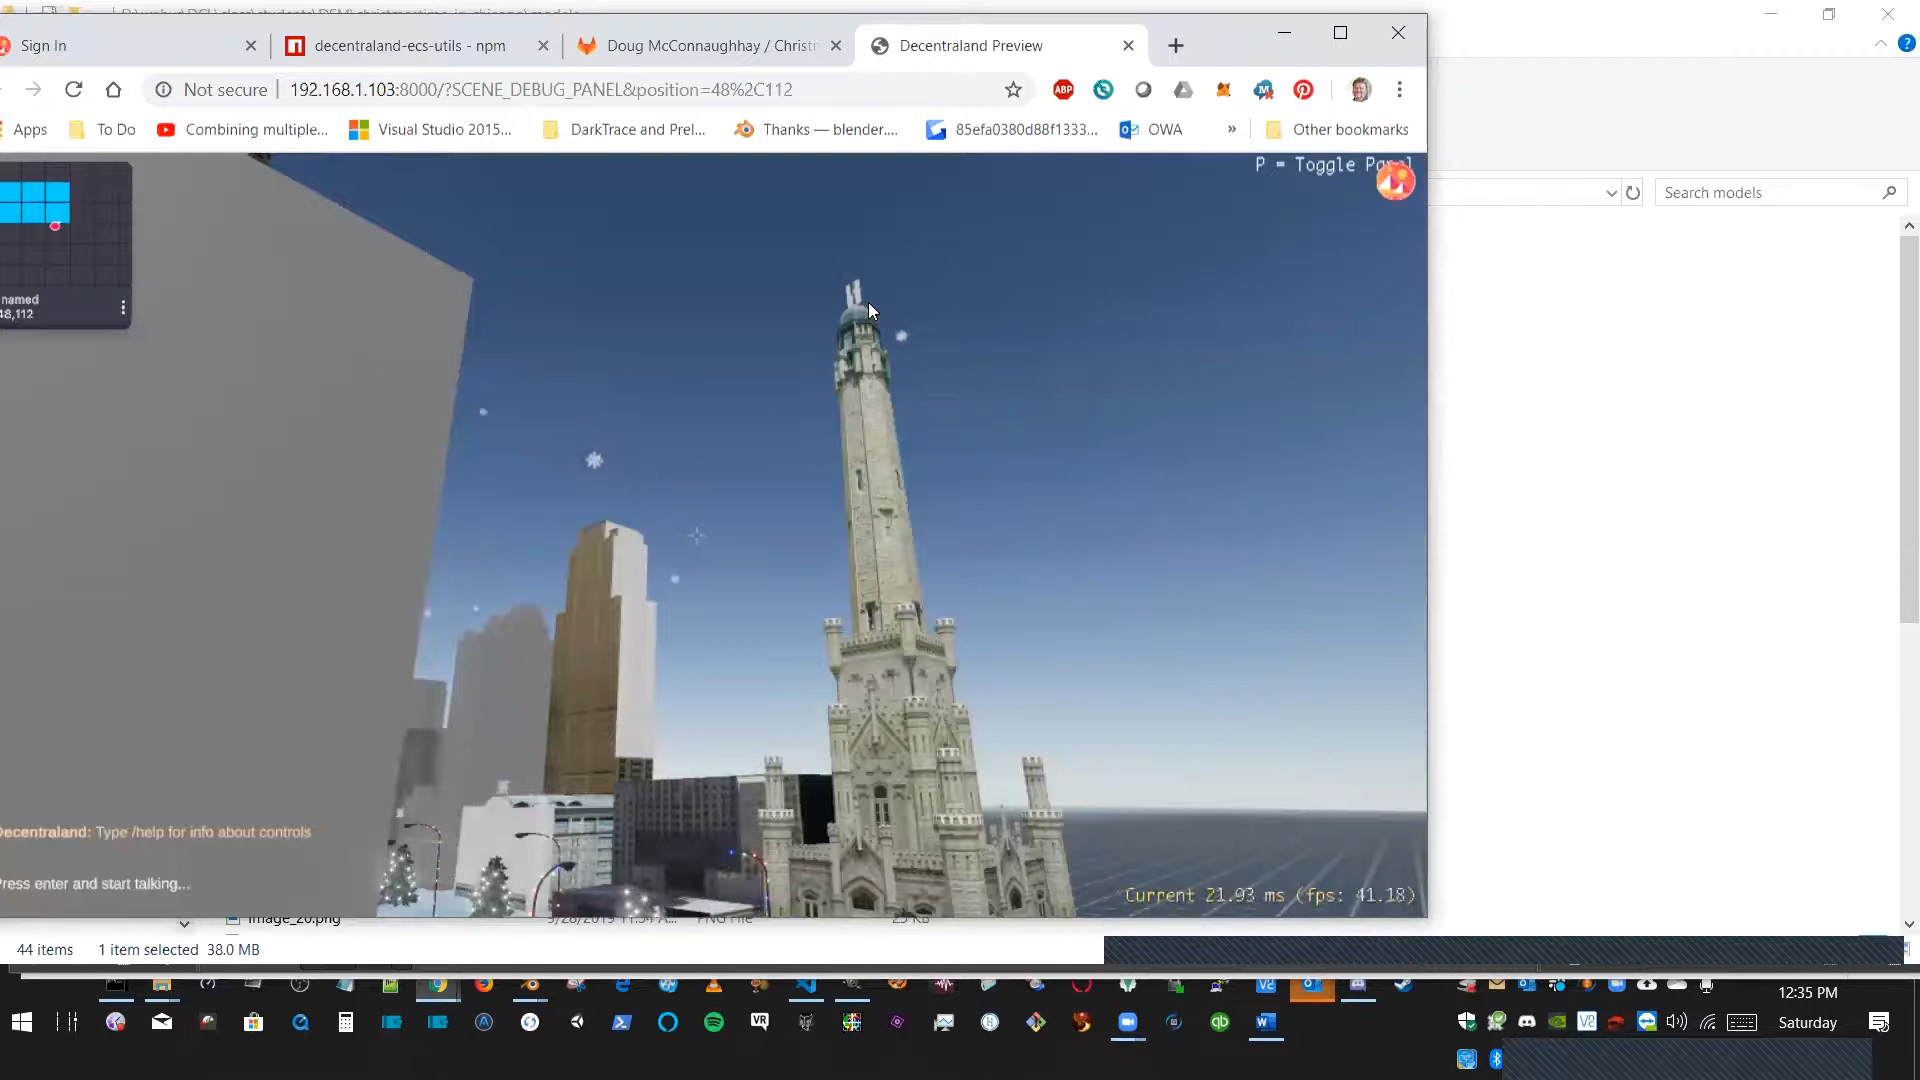 Sign In
decentraland-ecs-utils - npm
Doug McConnaughhay / Christm
Decentraland Preview
Not secure
192.168.1.103:8000/?SCENE_DEBUG_PANEL&position=48%2C112
Apps
To Do
Combining multiple...
Visual Studio 2015...
DarkTrace and Prel...
Thanks — blender....
85efa0380d88f1333...
OWA
»
Other bookmarks
P = Toggle Panel
Search models
named
48,112
Decentraland: Type /help for info about controls
Press enter and start talking...
Current 21.93 ms (fps: 41.18)
image_20.png
PNG File
44 items
1 item selected 38.0 MB
12:35 PM
Saturday